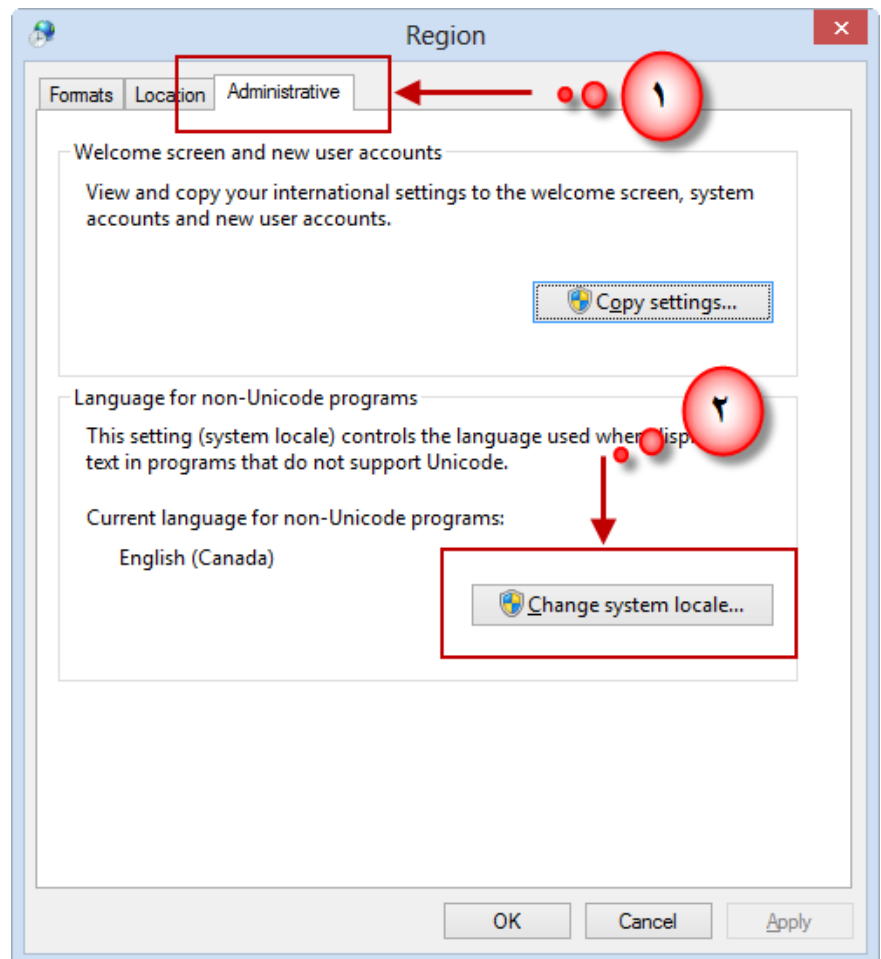 Region
Formats Location Administrative
١
Welcome screen and new user accounts
View and copy your international settings to the welcome screen, system
accounts and new user accounts.
Copy settings...
Language for non-Unicode programs
٢
This setting (system locale) controls the language used when
text in programs that do not support Unicode.
Current language for non-Unicode programs:
English (Canada)
Change system locale...
OK Cancel Apply